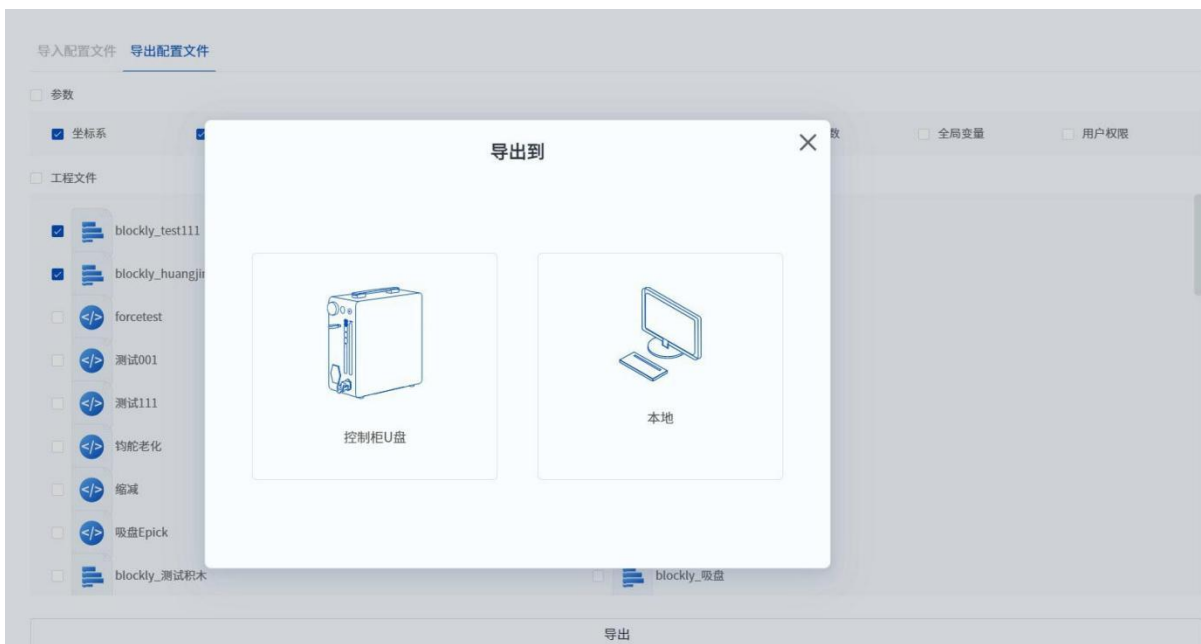 导入配置文件 导出配置文件
参数
坐标系 数 全局变量 用户权限
导出到
工程文件
blockly_test111
blockly_huangjin
forcetest
测试001
测试111
钧舵老化
缩减
吸盘Epick
blockly_测试积木 blockly_吸盘
控制柜U盘
本地
导出